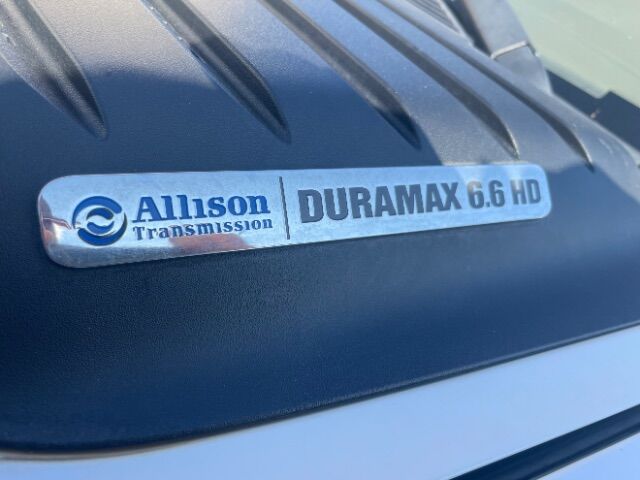 Allison
Transmission
DURAMAX 6.6 HD